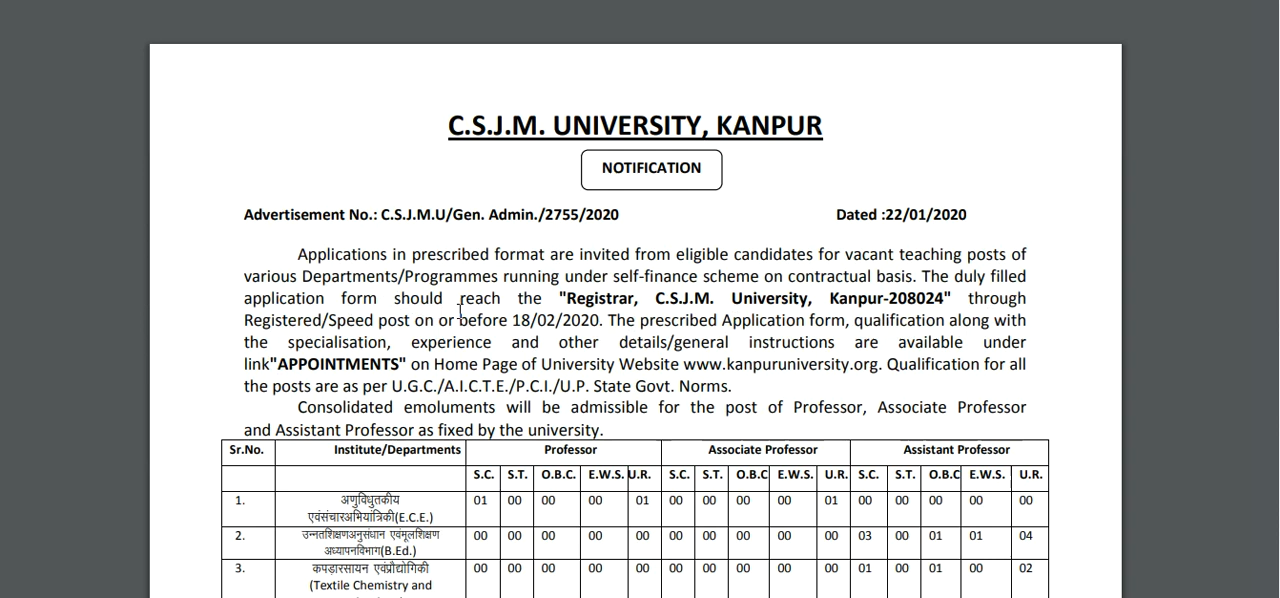 C.S.J.M. UNIVERSITY, KANPUR
NOTIFICATION
Advertisement No.: C.S.J.M.U/Gen. Admin./2755/2020 Dated :22/01/2020
Applications in prescribed format are invited from eligible candidates for vacant teaching posts of
various Departments/Programmes running under self-finance scheme on contractual basis. The duly filled
application form should reach the "Registrar, C.S.J.M. University, Kanpur-208024" through
Registered/Speed post on or before 18/02/2020. The prescribed Application form, qualification along with
the specialisation, experience and other details/general instructions are available under
link"APPOINTMENTS" on Home Page of University Website www.kanpuruniversity.org. Qualification for all
the posts are as per U.G.C./A.I.C.T.E./P.C.I./U.P. State Govt. Norms.
Consolidated emoluments will be admissible for the post of Professor, Associate Professor
and Assistant Professor as fixed by the university.
Sr.No. Institute/Departments Professor Associate Professor Assistant Professor
S.C. S.T. O.B.C. E.W.S. U.R. S.C. S.T. O.B.C E.W.S. U.R. S.C. S.T. O.B.C E.W.S. U.R.
1. अणुविधुतकीय 01 00 00 00 01 00 00 00 00 01 00 00 00 00 00
एवंसंचारअभियांत्रिकी(E.C.E.)
2. उन्नतशिक्षणअनुसंधान एवंमूलशिक्षण 00 00 00 00 00 00 00 00 00 00 03 00 01 01 04
अध्यापनविभाग(B.Ed.)
3. कपड़ारसायन एवंप्रौद्योगिकी 00 00 00 00 00 00 00 00 00 00 01 00 01 00 02
(Textile Chemistry and